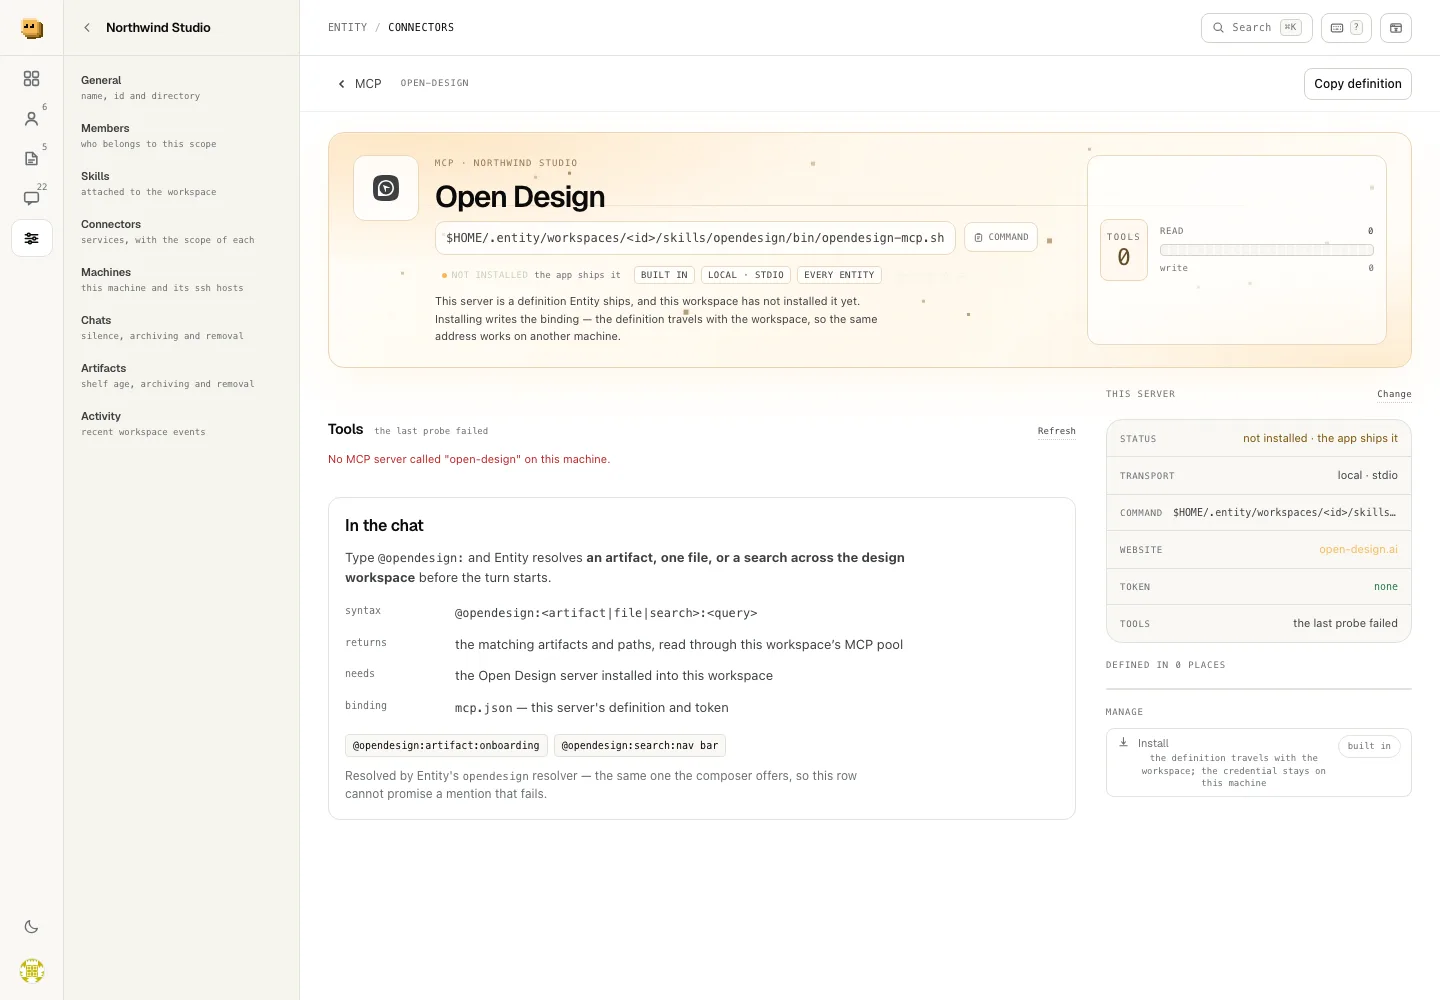 Northwind Studio
ENTITY / CONNECTORS
Search ⌘K
?
6
5
22
General
name, id and directory
Members
who belongs to this scope
Skills
attached to the workspace
Connectors
services, with the scope of each
Machines
this machine and its ssh hosts
Chats
silence, archiving and removal
Artifacts
shelf age, archiving and removal
Activity
recent workspace events
MCP OPEN-DESIGN
Copy definition
MCP · NORTHWIND STUDIO
Open Design
$HOME/.entity/workspaces/<id>/skills/opendesign/bin/opendesign-mcp.sh
COMMAND
NOT INSTALLED the app ships it BUILT IN LOCAL · STDIO EVERY ENTITY
This server is a definition Entity ships, and this workspace has not installed it yet.
Installing writes the binding — the definition travels with the workspace, so the same
address works on another machine.
TOOLS
0
READ 0
write 0
Tools the last probe failed Refresh
No MCP server called "open-design" on this machine.
In the chat
Type @opendesign: and Entity resolves an artifact, one file, or a search across the design
workspace before the turn starts.
syntax @opendesign:<artifact|file|search>:<query>
returns the matching artifacts and paths, read through this workspace's MCP pool
needs the Open Design server installed into this workspace
binding mcp.json — this server's definition and token
@opendesign:artifact:onboarding @opendesign:search:nav bar
Resolved by Entity's opendesign resolver — the same one the composer offers, so this row
cannot promise a mention that fails.
THIS SERVER Change
STATUS not installed · the app ships it
TRANSPORT local · stdio
COMMAND $HOME/.entity/workspaces/<id>/skills…
WEBSITE open-design.ai
TOKEN none
TOOLS the last probe failed
DEFINED IN 0 PLACES
MANAGE
Install built in
the definition travels with the
workspace; the credential stays on
this machine